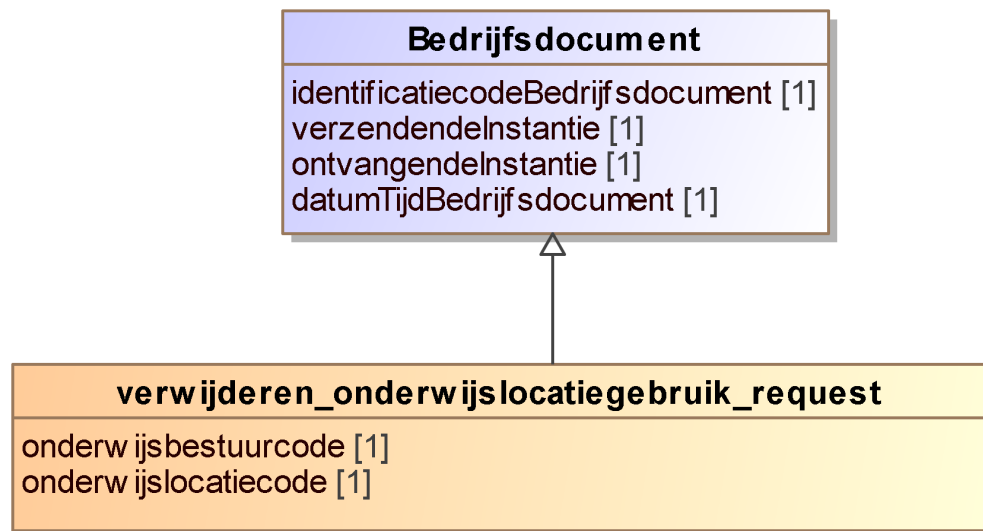 Bedrijfsdocument
identificatiecodeBedrijfsdocument [1]
verzendendeInstantie [1]
ontvangendeInstantie [1]
datumTijdBedrijfsdocument [1]
verwijderen_onderwijslocatiegebruik_request
onderwijsbestuurcode [1]
onderwijslocatiecode [1]